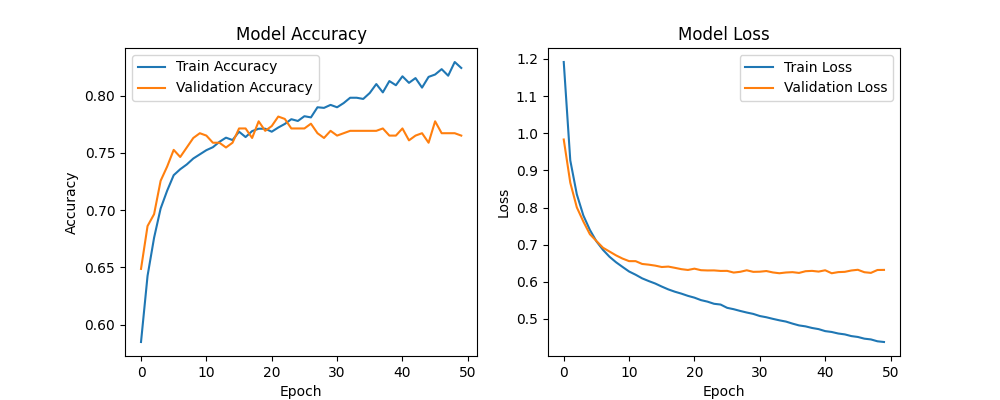 Model Accuracy
Train Accuracy
Validation Accuracy
0.80
0.75
0.70
0.65
0.60
Accuracy
0 10 20 30 40 50
Epoch
Model Loss
Train Loss
Validation Loss
1.2
1.1
1.0
0.9
0.8
0.7
0.6
0.5
Loss
0 10 20 30 40 50
Epoch